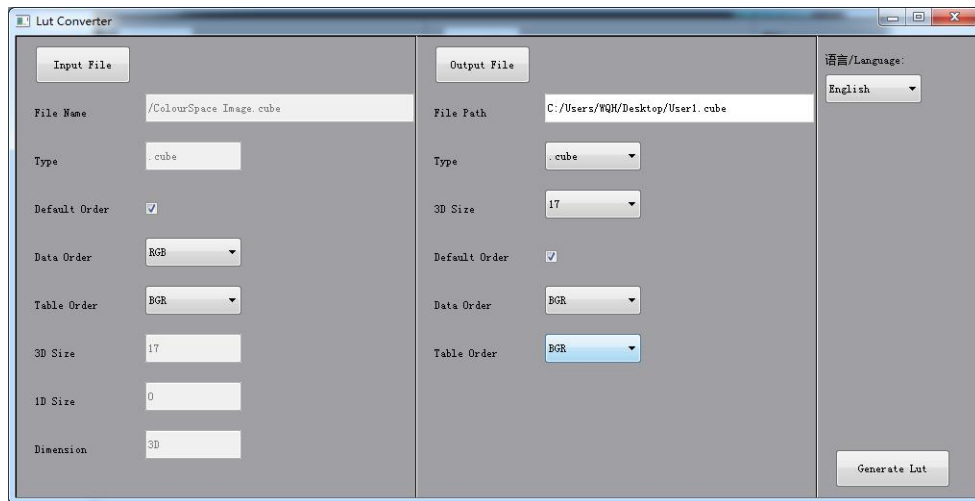 Lut Converter
Input File
File Name
/ColourSpace Image.cube
Type
.cube
Default Order
Data Order
RGB
Table Order
BGR
3D Size
17
1D Size
0
Dimension
3D
Output File
File Path
C:/Users/WQH/Desktop/User1.cube
Type
.cube
3D Size
17
Default Order
Data Order
BGR
Table Order
BGR
语言/Language:
English
Generate Lut